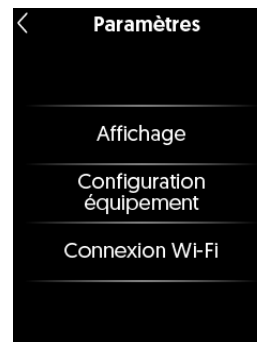 Paramètres
Affichage
Configuration
équipement
Connexion Wi-Fi